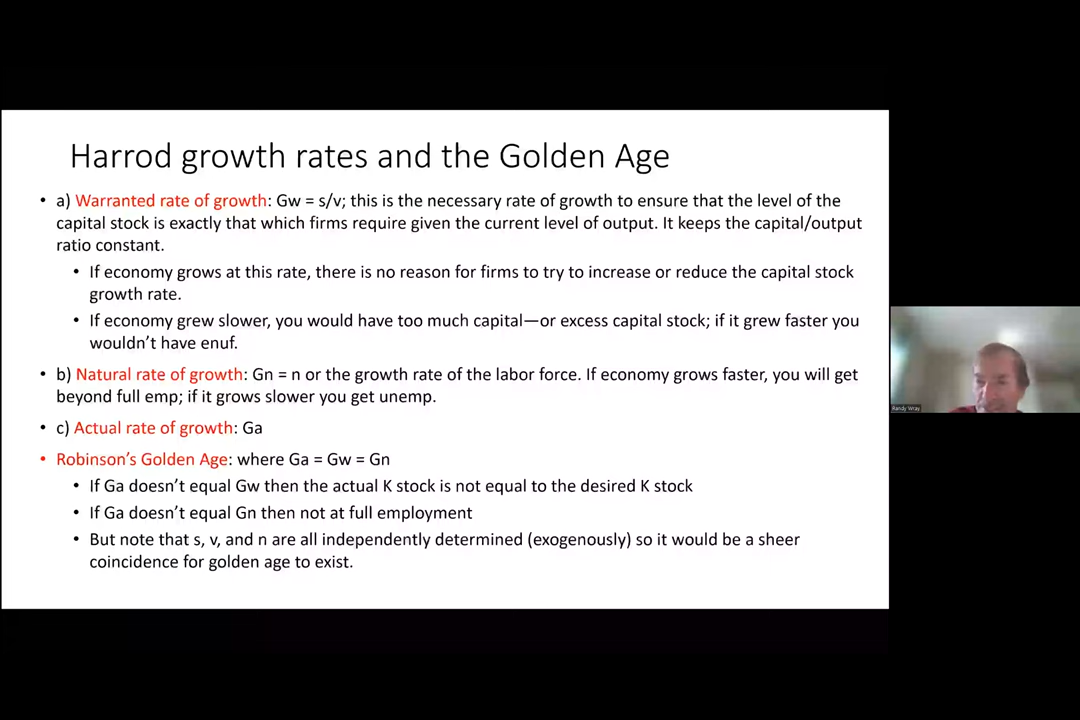 Harrod growth rates and the Golden Age
• a) Warranted rate of growth: Gw = s/v; this is the necessary rate of growth to ensure that the level of the
capital stock is exactly that which firms require given the current level of output. It keeps the capital/output
ratio constant.
• If economy grows at this rate, there is no reason for firms to try to increase or reduce the capital stock
growth rate.
• If economy grew slower, you would have too much capital—or excess capital stock; if it grew faster you
wouldn't have enuf.
• b) Natural rate of growth: Gn = n or the growth rate of the labor force. If economy grows faster, you will get
beyond full emp; if it grows slower you get unemp.
• c) Actual rate of growth: Ga
• Robinson's Golden Age: where Ga = Gw = Gn
• If Ga doesn't equal Gw then the actual K stock is not equal to the desired K stock
• If Ga doesn't equal Gn then not at full employment
• But note that s, v, and n are all independently determined (exogenously) so it would be a sheer
coincidence for golden age to exist.
Randy Wray